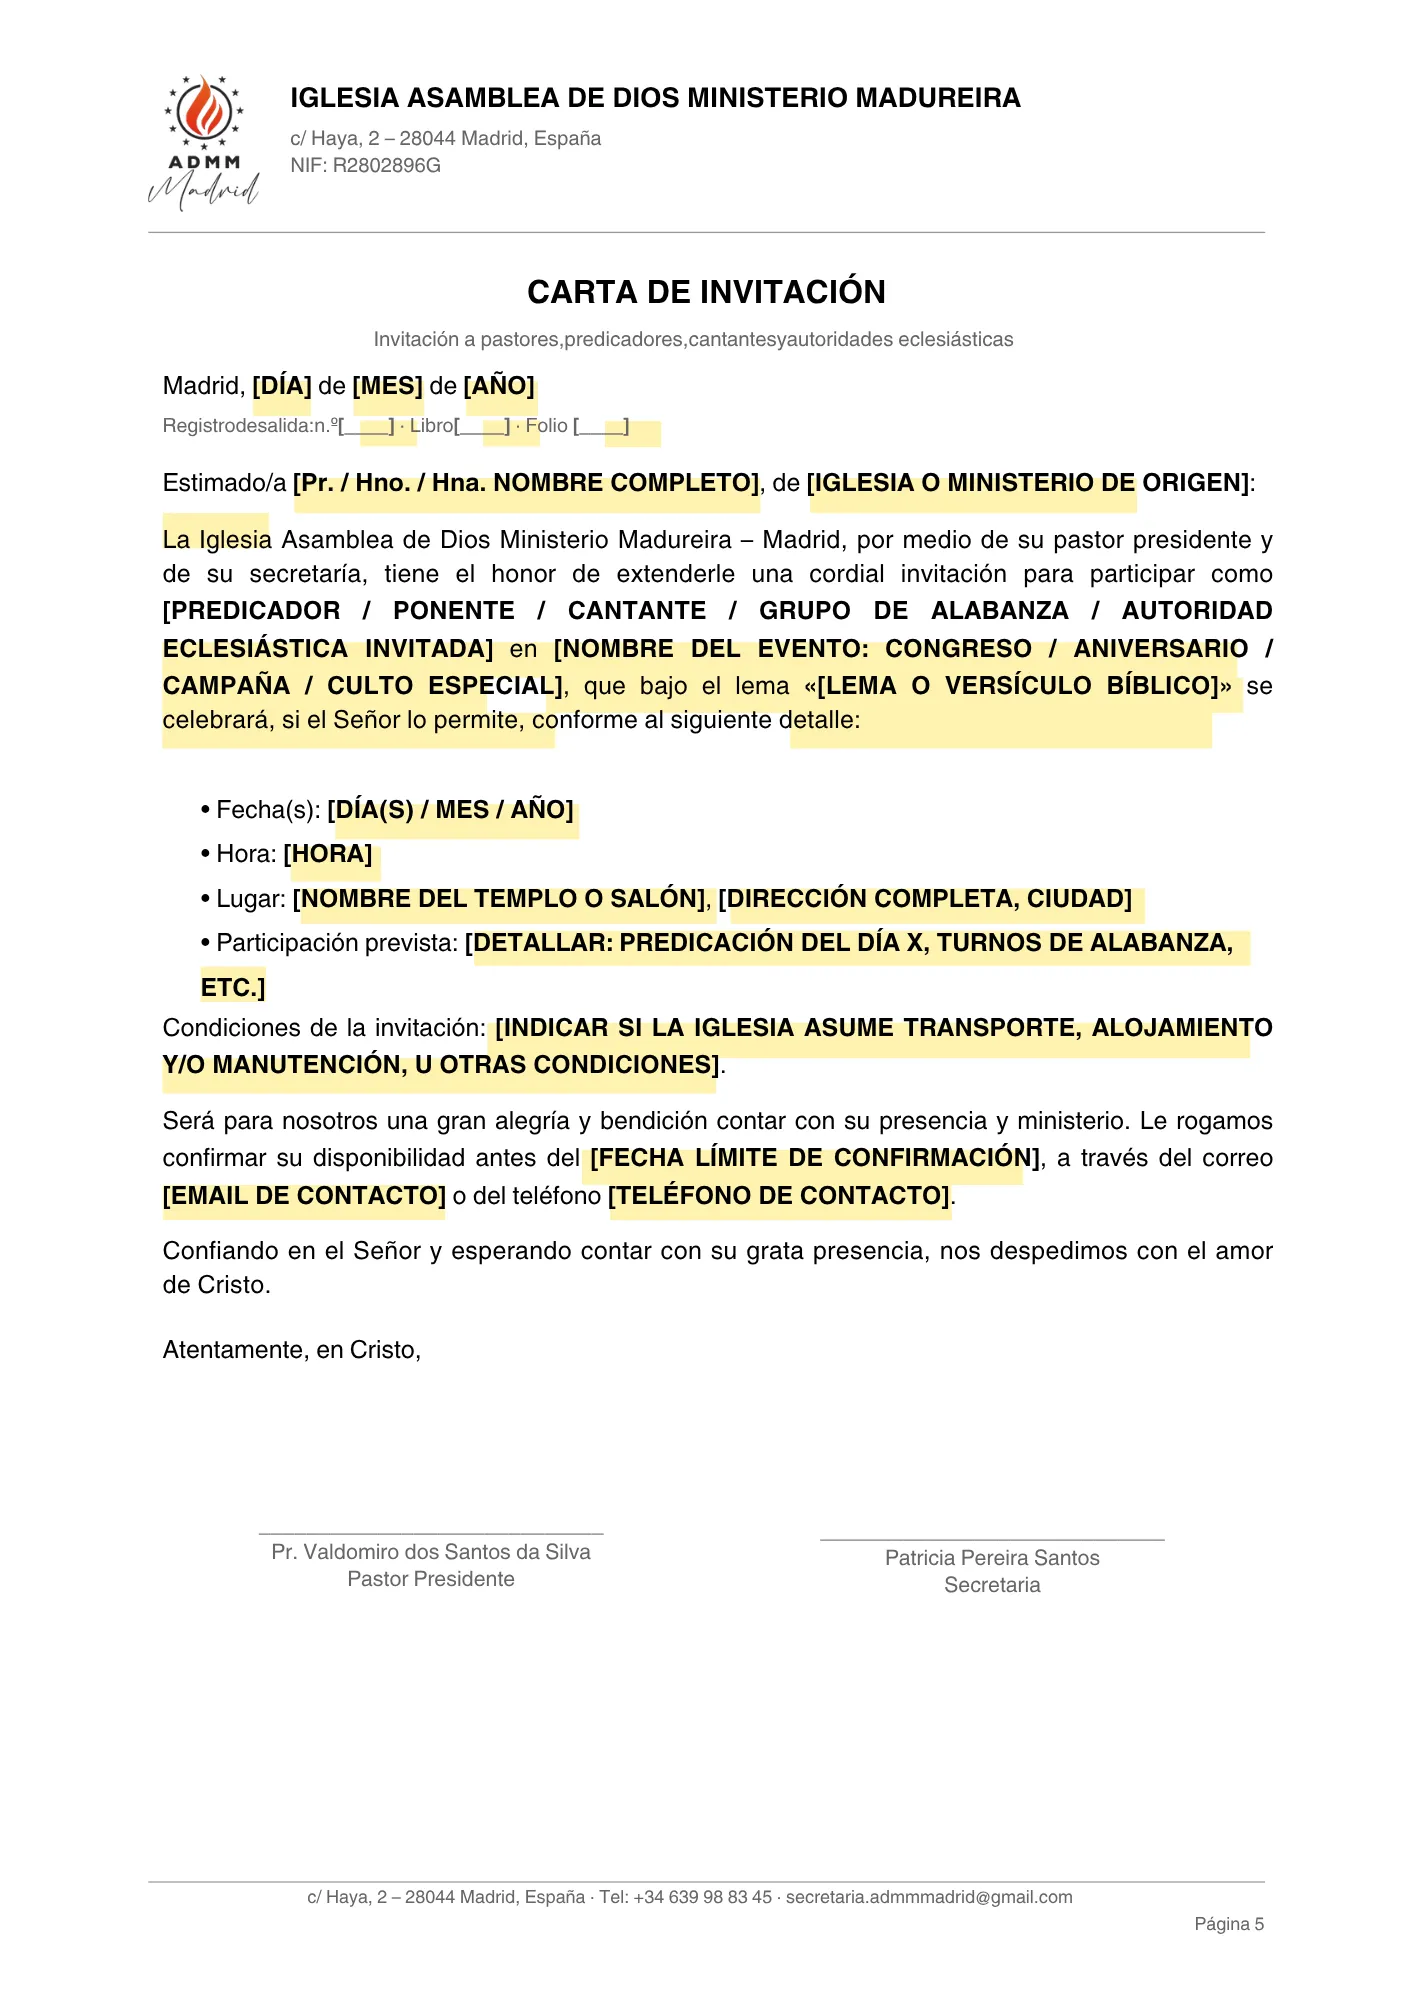 ADMM
Madrid
IGLESIA ASAMBLEA DE DIOS MINISTERIO MADUREIRA
c/ Haya, 2 – 28044 Madrid, España
NIF: R2802896G
CARTA DE INVITACIÓN
Invitación a pastores,predicadores,cantantesyautoridades eclesiásticas
Madrid, [DÍA] de [MES] de [AÑO]
Registrodesalida:n.º[____] · Libro[____] · Folio [____]
Estimado/a [Pr. / Hno. / Hna. NOMBRE COMPLETO], de [IGLESIA O MINISTERIO DE ORIGEN]:
La Iglesia Asamblea de Dios Ministerio Madureira – Madrid, por medio de su pastor presidente y
de su secretaría, tiene el honor de extenderle una cordial invitación para participar como
[PREDICADOR / PONENTE / CANTANTE / GRUPO DE ALABANZA / AUTORIDAD
ECLESIÁSTICA INVITADA] en [NOMBRE DEL EVENTO: CONGRESO / ANIVERSARIO /
CAMPAÑA / CULTO ESPECIAL], que bajo el lema «[LEMA O VERSÍCULO BÍBLICO]» se
celebrará, si el Señor lo permite, conforme al siguiente detalle:
• Fecha(s): [DÍA(S) / MES / AÑO]
• Hora: [HORA]
• Lugar: [NOMBRE DEL TEMPLO O SALÓN], [DIRECCIÓN COMPLETA, CIUDAD]
• Participación prevista: [DETALLAR: PREDICACIÓN DEL DÍA X, TURNOS DE ALABANZA,
ETC.]
Condiciones de la invitación: [INDICAR SI LA IGLESIA ASUME TRANSPORTE, ALOJAMIENTO
Y/O MANUTENCIÓN, U OTRAS CONDICIONES].
Será para nosotros una gran alegría y bendición contar con su presencia y ministerio. Le rogamos
confirmar su disponibilidad antes del [FECHA LÍMITE DE CONFIRMACIÓN], a través del correo
[EMAIL DE CONTACTO] o del teléfono [TELÉFONO DE CONTACTO].
Confiando en el Señor y esperando contar con su grata presencia, nos despedimos con el amor
de Cristo.
Atentamente, en Cristo,
Pr. Valdomiro dos Santos da Silva
Pastor Presidente
Patricia Pereira Santos
Secretaria
c/ Haya, 2 – 28044 Madrid, España · Tel: +34 639 98 83 45 · secretaria.admmmadrid@gmail.com
Página 5